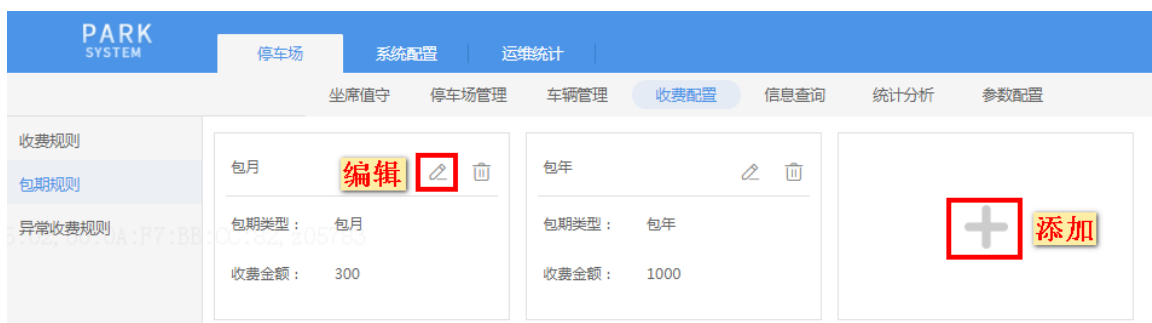 PARK
SYSTEM
停车场 系统配置 运维统计
坐席值守 停车场管理 车辆管理 收费配置 信息查询 统计分析 参数配置
收费规则
包期规则
异常收费规则
包月 编辑
包期类型： 包月
收费金额： 300
包年
包期类型： 包年
收费金额： 1000
添加